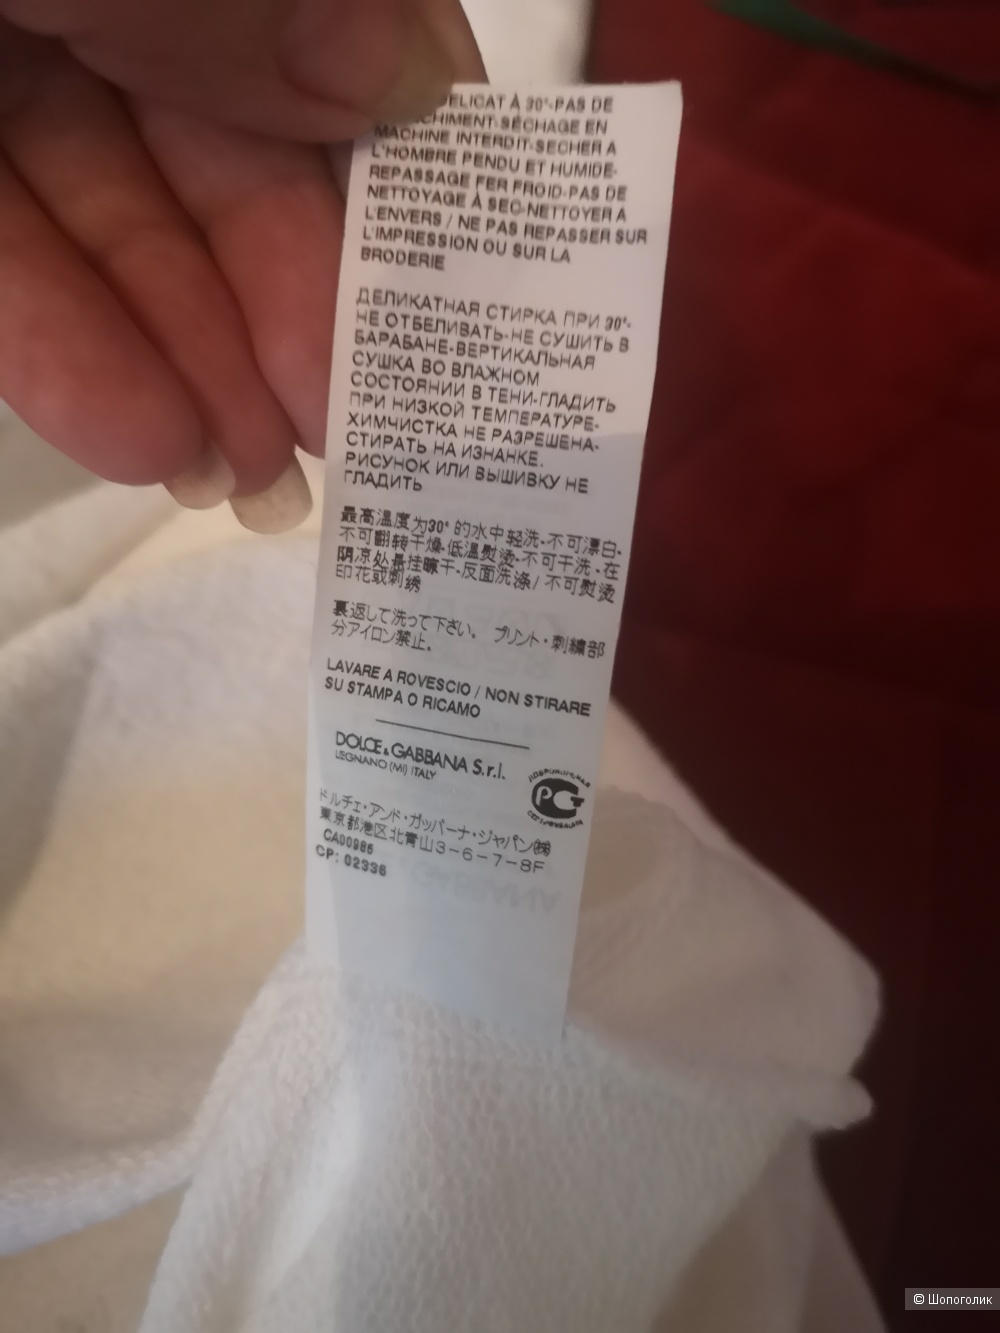 DELICAT À 30°-PAS DE
CHIMENT-SÉCHAGE EN
MACHINE INTERDIT-SECHER A
L'HOMBRE PENDU ET HUMIDE-
REPASSAGE FER FROID-PAS DE
NETTOYAGE À SEC-NETTOYER A
L'ENVERS / NE PAS REPASSER SUR
L'IMPRESSION OU SUR LA
BRODERIE
ДЕЛИКАТНАЯ СТИРКА ПРИ 30°-
НЕ ОТБЕЛИВАТЬ-НЕ СУШИТЬ В
БАРАБАНЕ-ВЕРТИКАЛЬНАЯ
СУШКА ВО ВЛАЖНОМ
СОСТОЯНИИ В ТЕНИ-ГЛАДИТЬ
ПРИ НИЗКОЙ ТЕМПЕРАТУРЕ-
ХИМЧИСТКА НЕ РАЗРЕШЕНА-
СТИРАТЬ НА ИЗНАНКЕ.
РИСУНОК ИЛИ ВЫШИВКУ НЕ
ГЛАДИТЬ
最高温度为30° 的水中轻洗-不可漂白-
不可翻转干燥-低温熨烫-不可干洗-在
阴凉处悬挂晾干-反面洗涤/ 不可熨烫
印花或刺绣
裏返して洗って下さい。 プリント・刺繍部
分アイロン禁止。
LAVARE A ROVESCIO / NON STIRARE
SU STAMPA O RICAMO
DOLCE & GABBANA S.r.l.
LEGNANO (MI) ITALY
ドルチェ・アンド・ガッバーナ・ジャパン㈱
東京都港区北青山3-6-7-8F
CA00986
CP: 02336
© Шопоголик